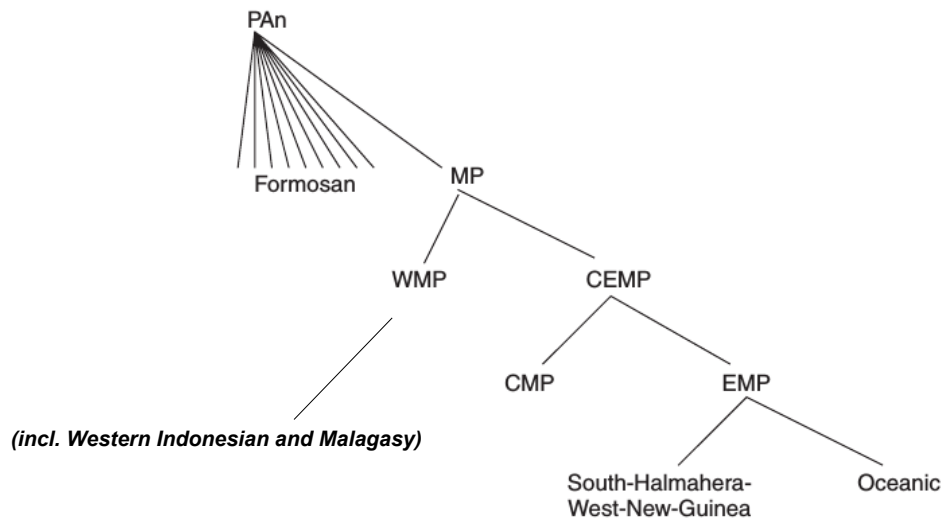 PAn
Formosan
MP
WMP
CEMP
CMP
EMP
(incl. Western Indonesian and Malagasy)
South-Halmahera-
West-New-Guinea
Oceanic